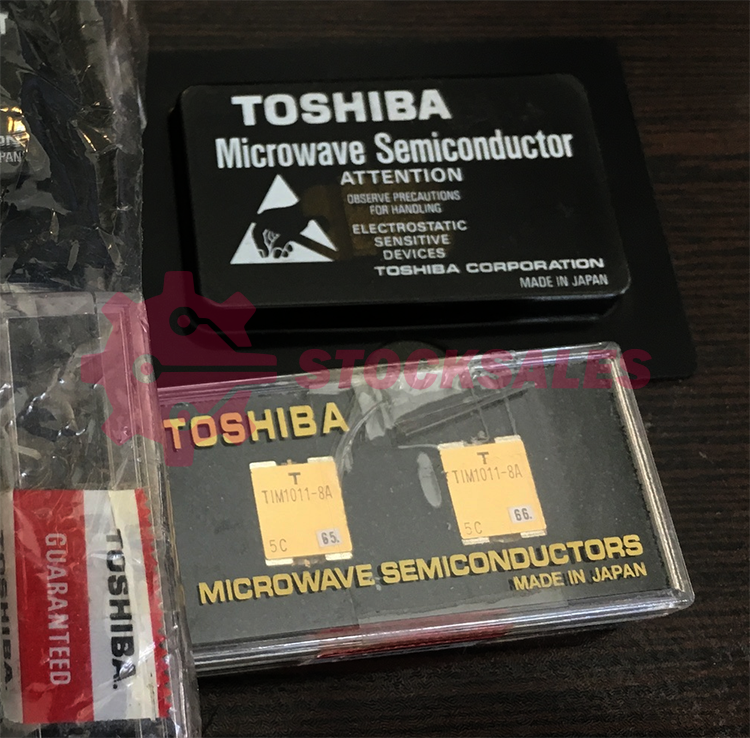 TOSHIBA
Microwave Semiconductor
ATTENTION
OBSERVE PRECAUTIONS
FOR HANDLING
ELECTROSTATIC
SENSITIVE
DEVICES
TOSHIBA CORPORATION
MADE IN JAPAN
STOCKSALES
TOSHIBA
T
TIM1011-8A
5C
65.
T
TIM1011-8A
5C
66.
MICROWAVE SEMICONDUCTORS
MADE IN JAPAN
GUARANTEED
TOSHIBA.
TOSHIBA